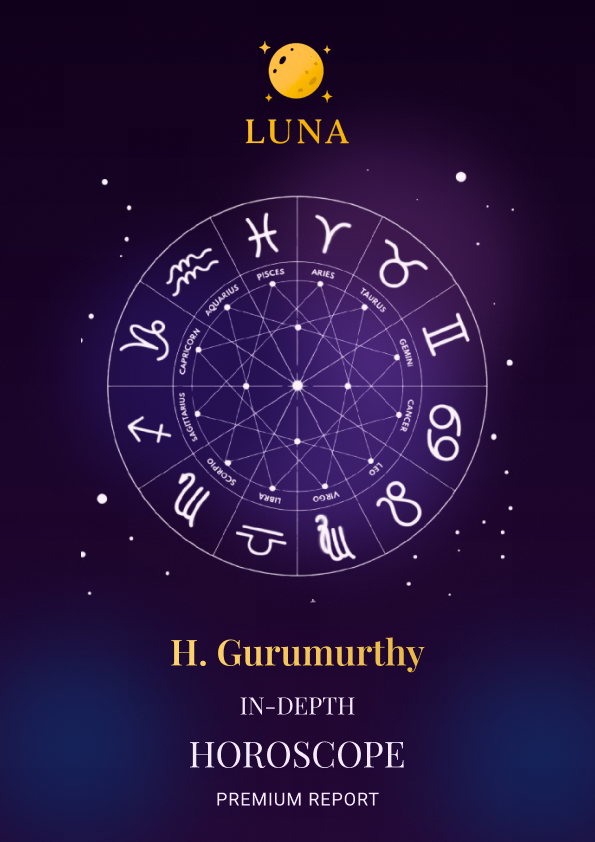 LUNA
PISCES
ARIES
TAURUS
GEMINI
CANCER
LEO
VIRGO
LIBRA
SCORPIO
SAGITTARIUS
CAPRICORN
AQUARIUS
H. Gurumurthy
IN-DEPTH
HOROSCOPE
PREMIUM REPORT